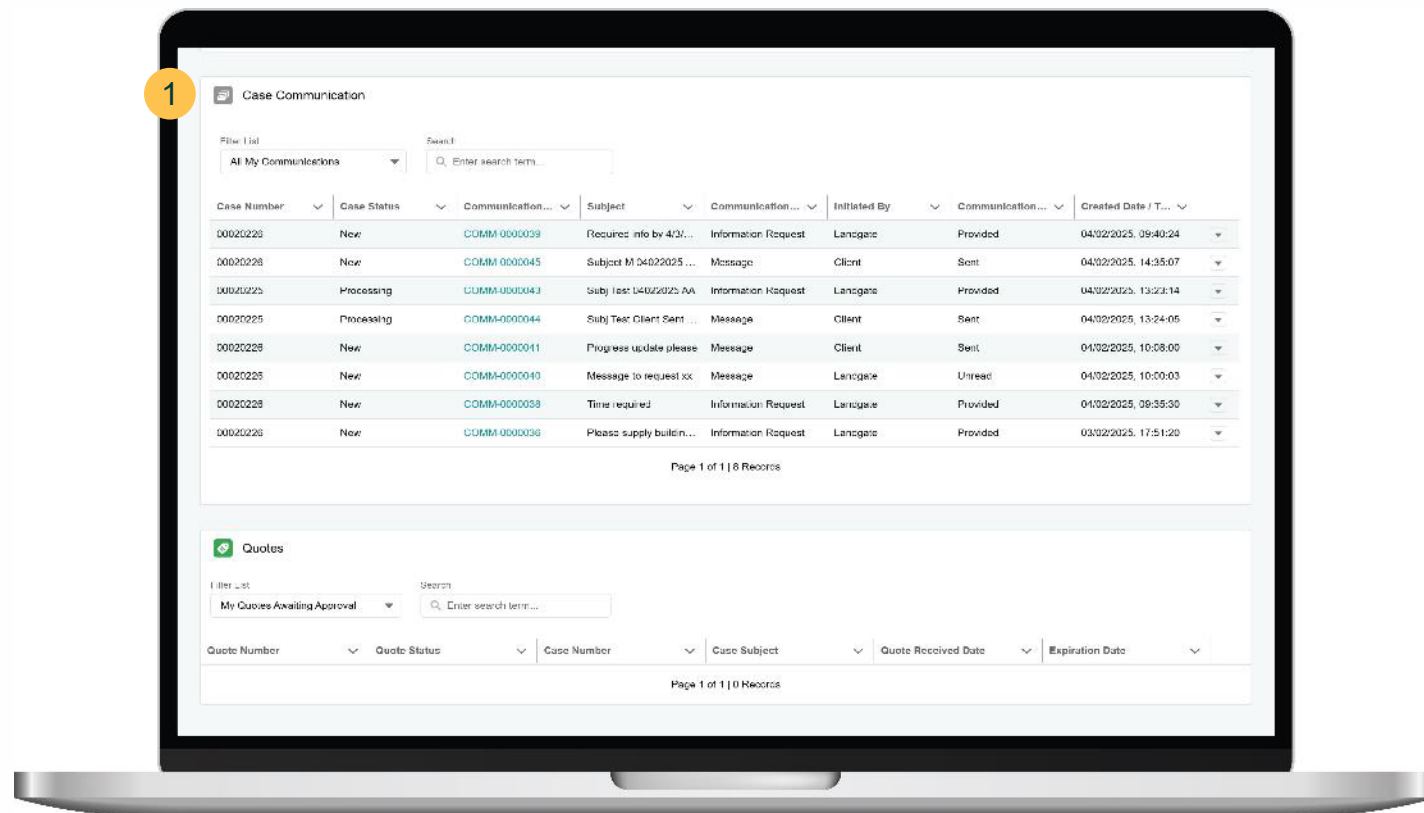 1
Case Communication
Filter List Search
All My Communications Enter search term...
Case Number Case Status Communication... Subject Communication... Initiated By Communication... Created Date / T...
00020226 New COMM-0000039 Required info by 4/3/... Information Request Landgate Provided 04/02/2025, 09:40:24
00020226 New COMM-0000045 Subject M 04022025 ... Message Client Sent 04/02/2025, 14:35:07
00020225 Processing COMM-0000043 Subj Test 04022025 AA Information Request Landgate Provided 04/02/2025, 13:23:14
00020225 Processing COMM-0000044 Subj Test Client Sent ... Message Client Sent 04/02/2025, 13:24:05
00020226 New COMM-0000041 Progress update please Message Client Sent 04/02/2025, 10:08:00
00020226 New COMM-0000040 Message to request xx Message Landgate Unread 04/02/2025, 10:00:03
00020226 New COMM-0000038 Time required Information Request Landgate Provided 04/02/2025, 09:35:30
00020226 New COMM-0000036 Please supply buildin... Information Request Landgate Provided 03/02/2025, 17:51:20
Page 1 of 1 | 8 Records
Quotes
Filter List Search
My Quotes Awaiting Approval Enter search term...
Quote Number Quote Status Case Number Case Subject Quote Received Date Expiration Date
Page 1 of 1 | 0 Records